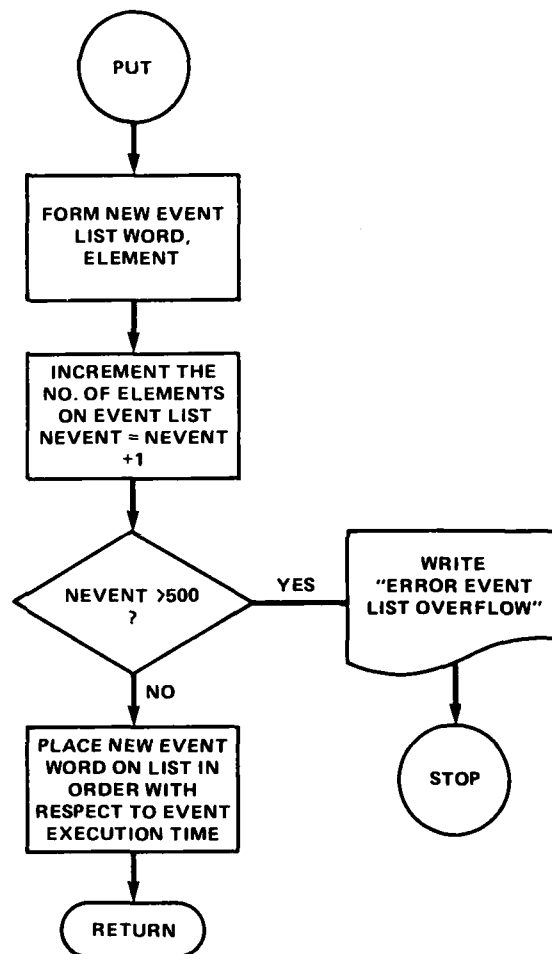 PUT
FORM NEW EVENT
LIST WORD,
ELEMENT
INCREMENT THE
NO. OF ELEMENTS
ON EVENT LIST
NEVENT = NEVENT
+1
NEVENT >500
?
YES
WRITE
"ERROR EVENT
LIST OVERFLOW"
STOP
NO
PLACE NEW EVENT
WORD ON LIST IN
ORDER WITH
RESPECT TO EVENT
EXECUTION TIME
RETURN